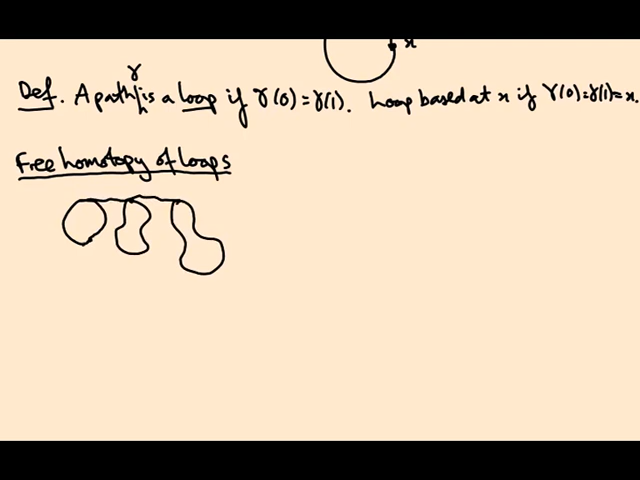 x
Def. A path γ is a loop if γ(0)=γ(1). Loop based at x if γ(0)=γ(1)=x.
Free homotopy of loops